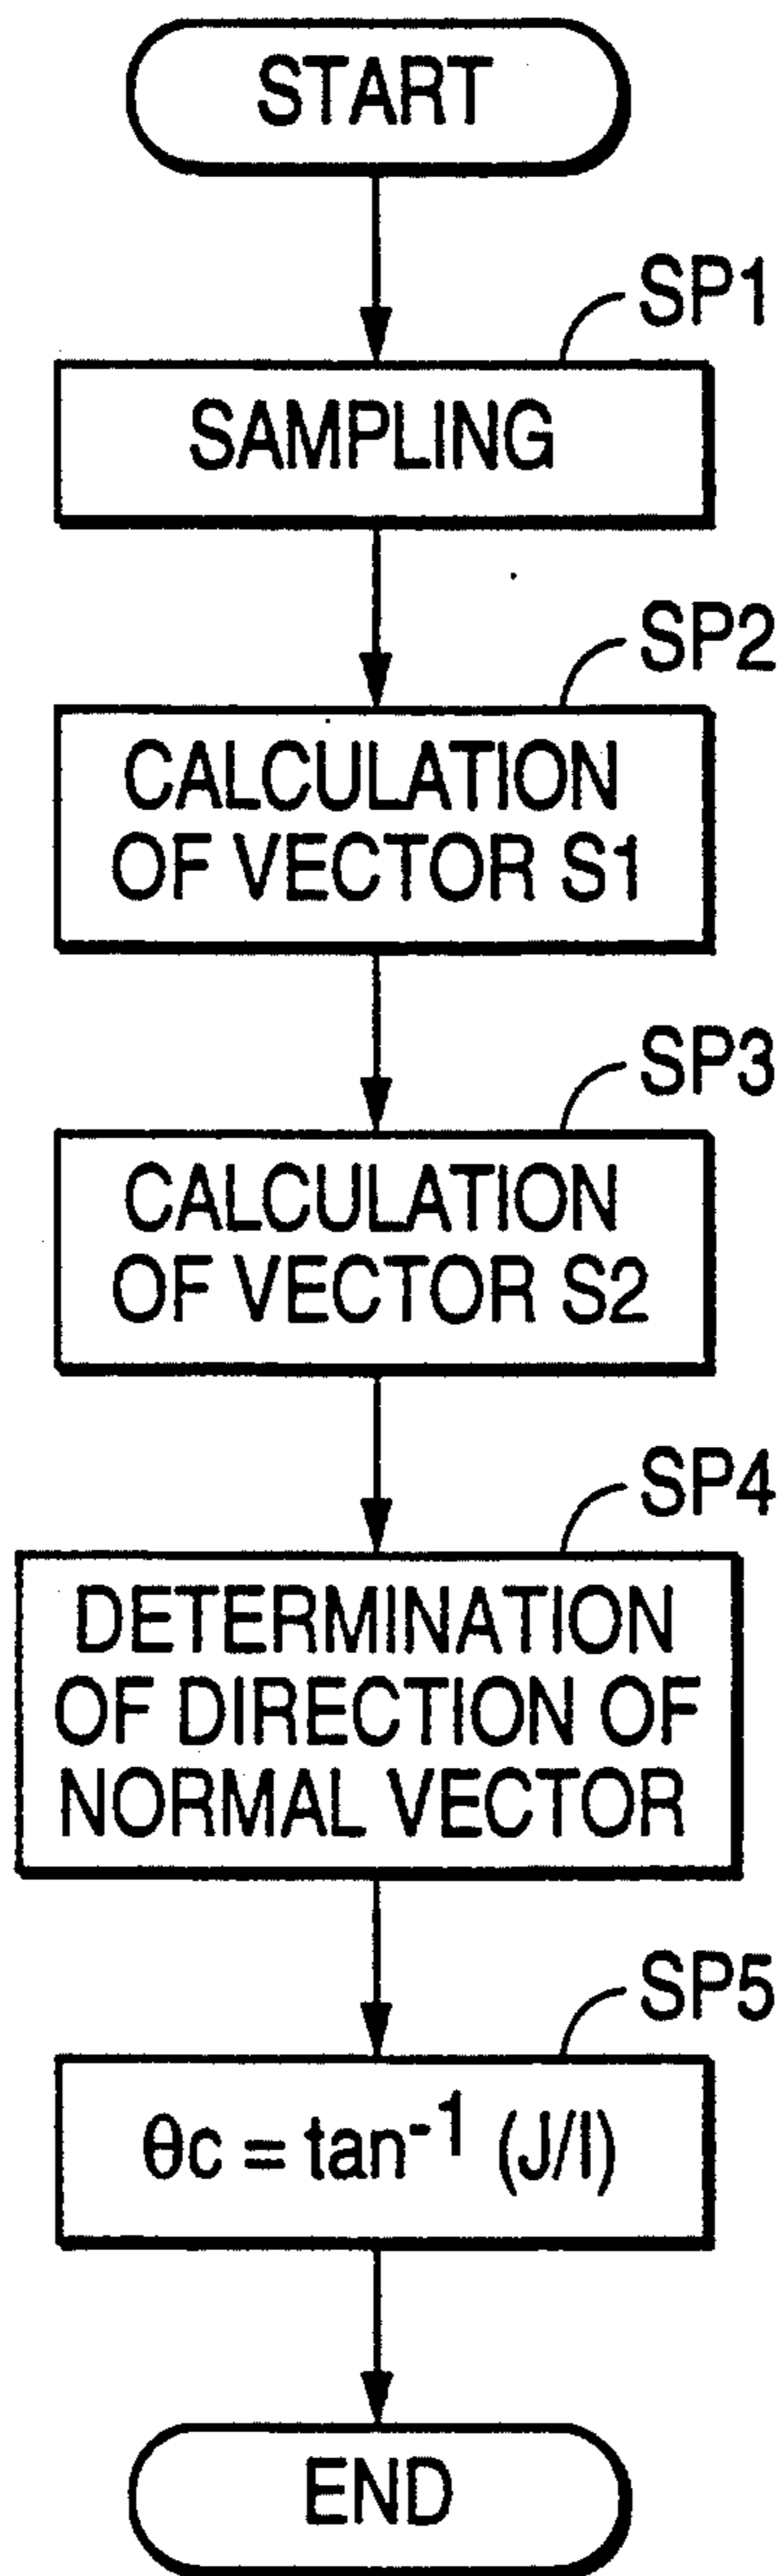 START
SP1
SAMPLING
SP2
CALCULATION
OF VECTOR S1
SP3
CALCULATION
OF VECTOR S2
SP4
DETERMINATION
OF DIRECTION OF
NORMAL VECTOR
SP5
θc = tan⁻¹ (J/I)
END